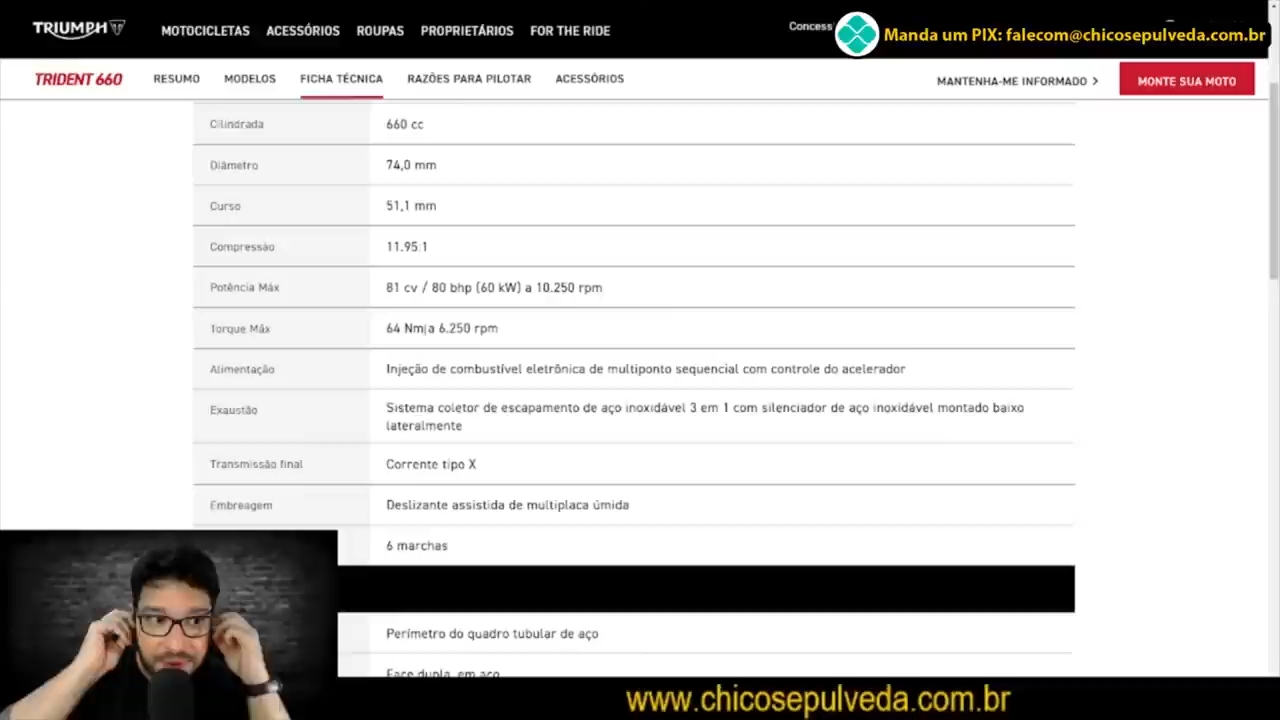 TRIUMPH
MOTOCICLETAS ACESSÓRIOS ROUPAS PROPRIETÁRIOS FOR THE RIDE
Concess
Manda um PIX: falecom@chicosepulveda.com.br
TRIDENT 660
RESUMO MODELOS FICHA TÉCNICA RAZÕES PARA PILOTAR ACESSÓRIOS
MANTENHA-ME INFORMADO
MONTE SUA MOTO
Cilindrada 660 cc
Diâmetro 74,0 mm
Curso 51,1 mm
Compressão 11.95:1
Potência Máx 81 cv / 80 bhp (60 kW) a 10.250 rpm
Torque Máx 64 Nm|a 6.250 rpm
Alimentação Injeção de combustível eletrônica de multiponto sequencial com controle do acelerador
Exaustão Sistema coletor de escapamento de aço inoxidável 3 em 1 com silenciador de aço inoxidável montado baixo
lateralmente
Transmissão final Corrente tipo X
Embreagem Deslizante assistida de multiplaca úmida
6 marchas
Perímetro do quadro tubular de aço
Face dupla, em aço
www.chicosepulveda.com.br